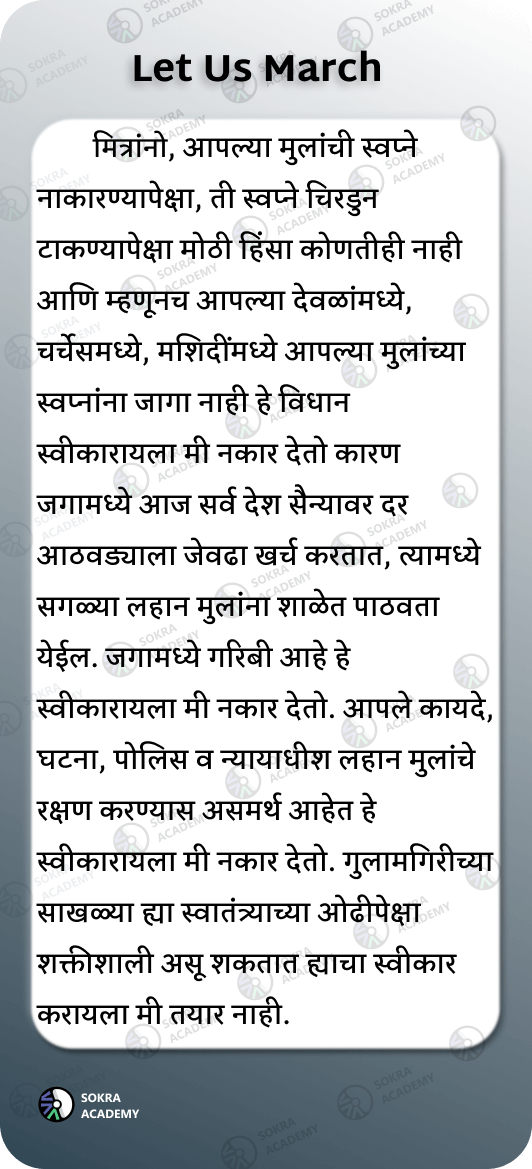 Let Us March
मित्रांनो, आपल्या मुलांची स्वप्ने
नाकारण्यापेक्षा, ती स्वप्ने चिरडुन
टाकण्यापेक्षा मोठी हिंसा कोणतीही नाही
आणि म्हणूनच आपल्या देवळांमध्ये,
चर्चेसमध्ये, मशिदींमध्ये आपल्या मुलांच्या
स्वप्नांना जागा नाही हे विधान
स्वीकारायला मी नकार देतो कारण
जगामध्ये आज सर्व देश सैन्यावर दर
आठवड्याला जेवढा खर्च करतात, त्यामध्ये
सगळ्या लहान मुलांना शाळेत पाठवता
येईल. जगामध्ये गरिबी आहे हे
स्वीकारायला मी नकार देतो. आपले कायदे,
घटना, पोलिस व न्यायाधीश लहान मुलांचे
रक्षण करण्यास असमर्थ आहेत हे
स्वीकारायला मी नकार देतो. गुलामगिरीच्या
साखळ्या ह्या स्वातंत्र्याच्या ओढीपेक्षा
शक्तीशाली असू शकतात ह्याचा स्वीकार
करायला मी तयार नाही.
SOKRA
ACADEMY